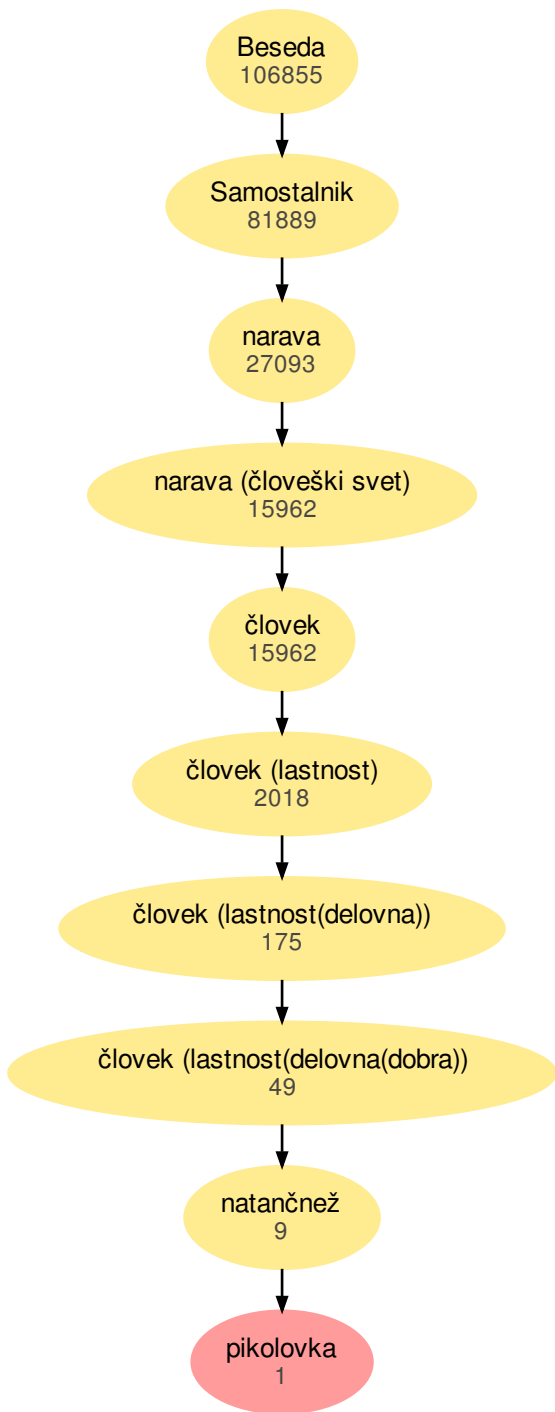 Beseda
106855
Samostalnik
81889
narava
27093
narava (človeški svet)
15962
človek
15962
človek (lastnost)
2018
človek (lastnost(delovna))
175
človek (lastnost(delovna(dobra))
49
natančnež
9
pikolovka
1